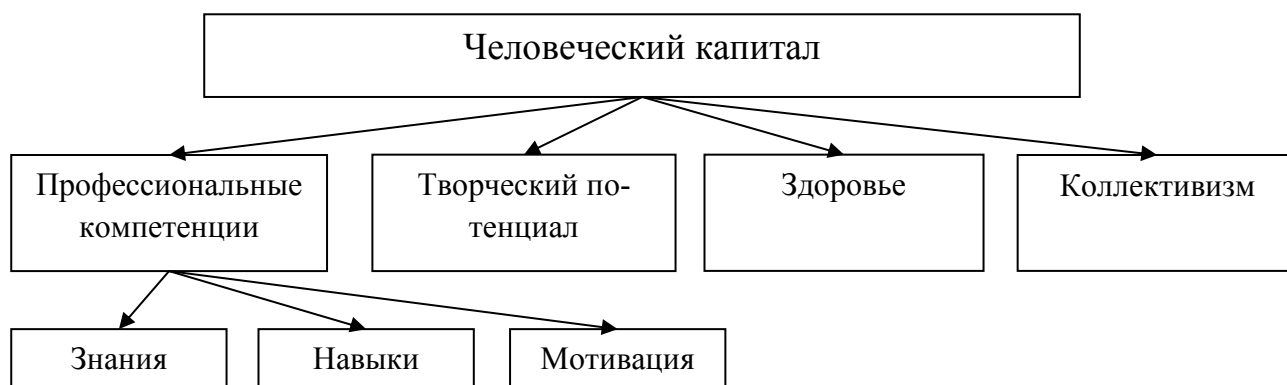 Человеческий капитал
Профессиональные
компетенции
Творческий по-
тенциал
Здоровье
Коллективизм
Знания
Навыки
Мотивация